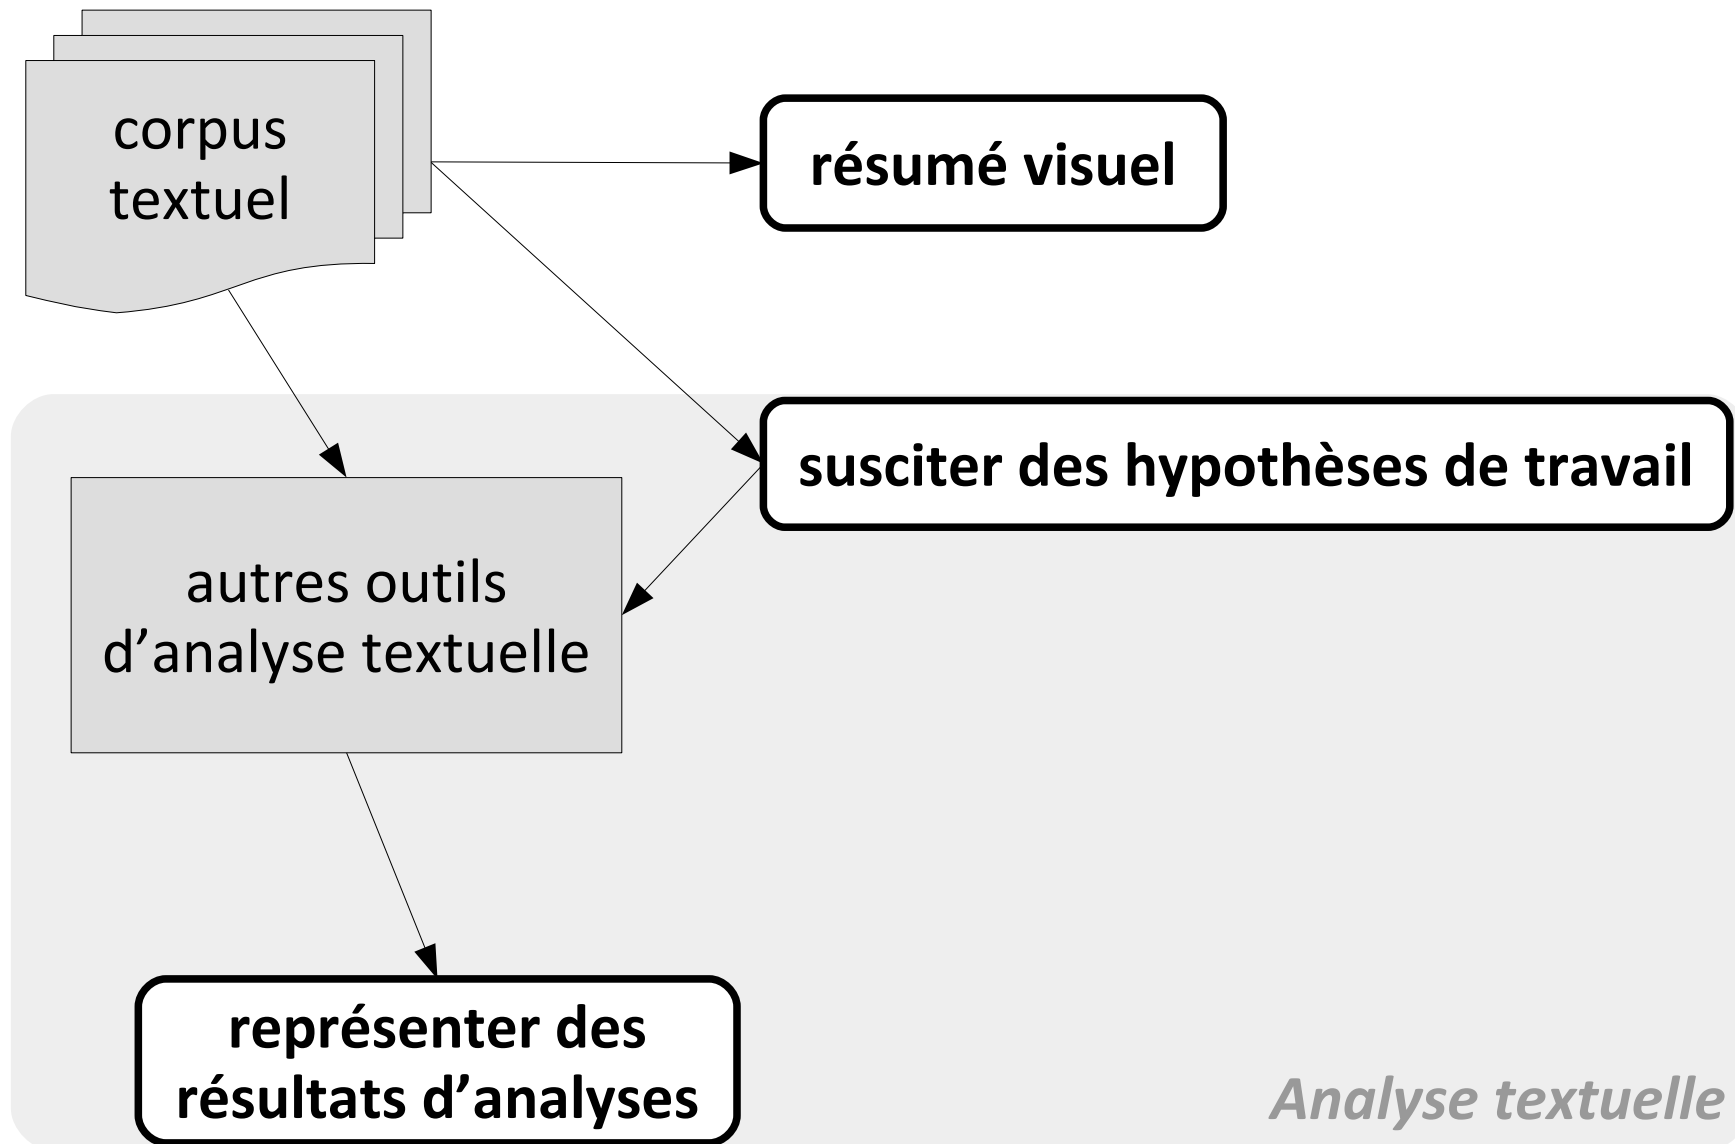 corpus
textuel
résumé visuel
susciter des hypothèses de travail
autres outils
d’analyse textuelle
représenter des
résultats d’analyses
Analyse textuelle